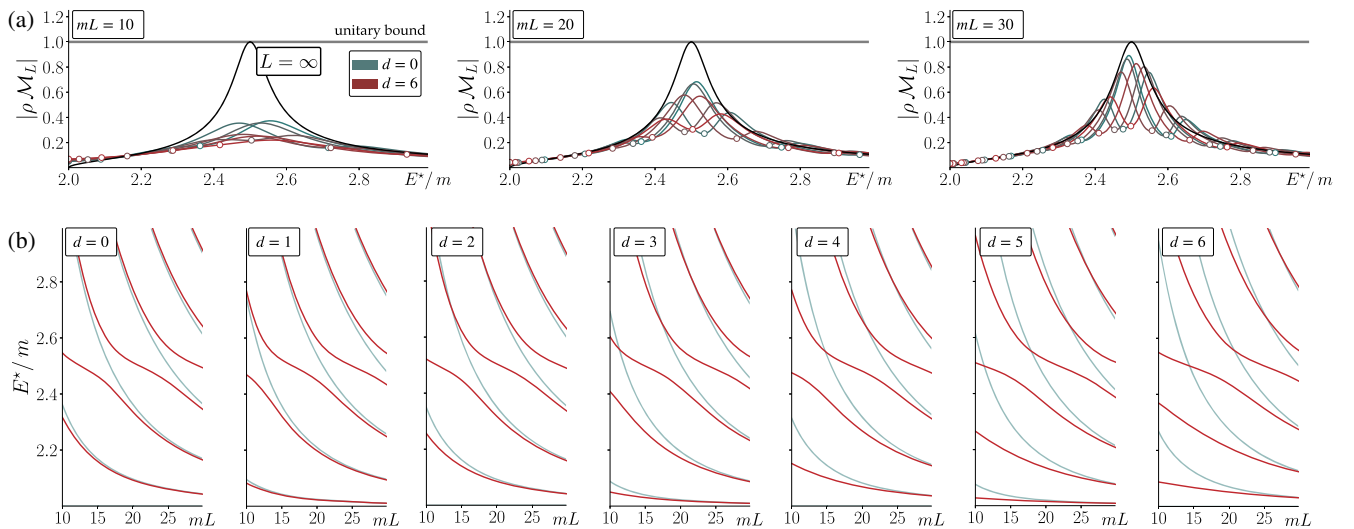 (a)
1.2
1.0
0.8
0.6
0.4
0.2
|ρ M_L|
mL = 10
unitary bound
L = ∞
d = 0
d = 6
2.0 2.2 2.4 2.6 2.8 E⋆/m
1.2
1.0
0.8
0.6
0.4
0.2
|ρ M_L|
mL = 20
2.0 2.2 2.4 2.6 2.8 E⋆/m
1.2
1.0
0.8
0.6
0.4
0.2
|ρ M_L|
mL = 30
2.0 2.2 2.4 2.6 2.8 E⋆/m
(b)
d = 0 d = 1 d = 2 d = 3 d = 4 d = 5 d = 6
2.8
2.6
2.4
2.2
E⋆/m
10 15 20 25 mL
10 15 20 25 mL
10 15 20 25 mL
10 15 20 25 mL
10 15 20 25 mL
10 15 20 25 mL
10 15 20 25 mL